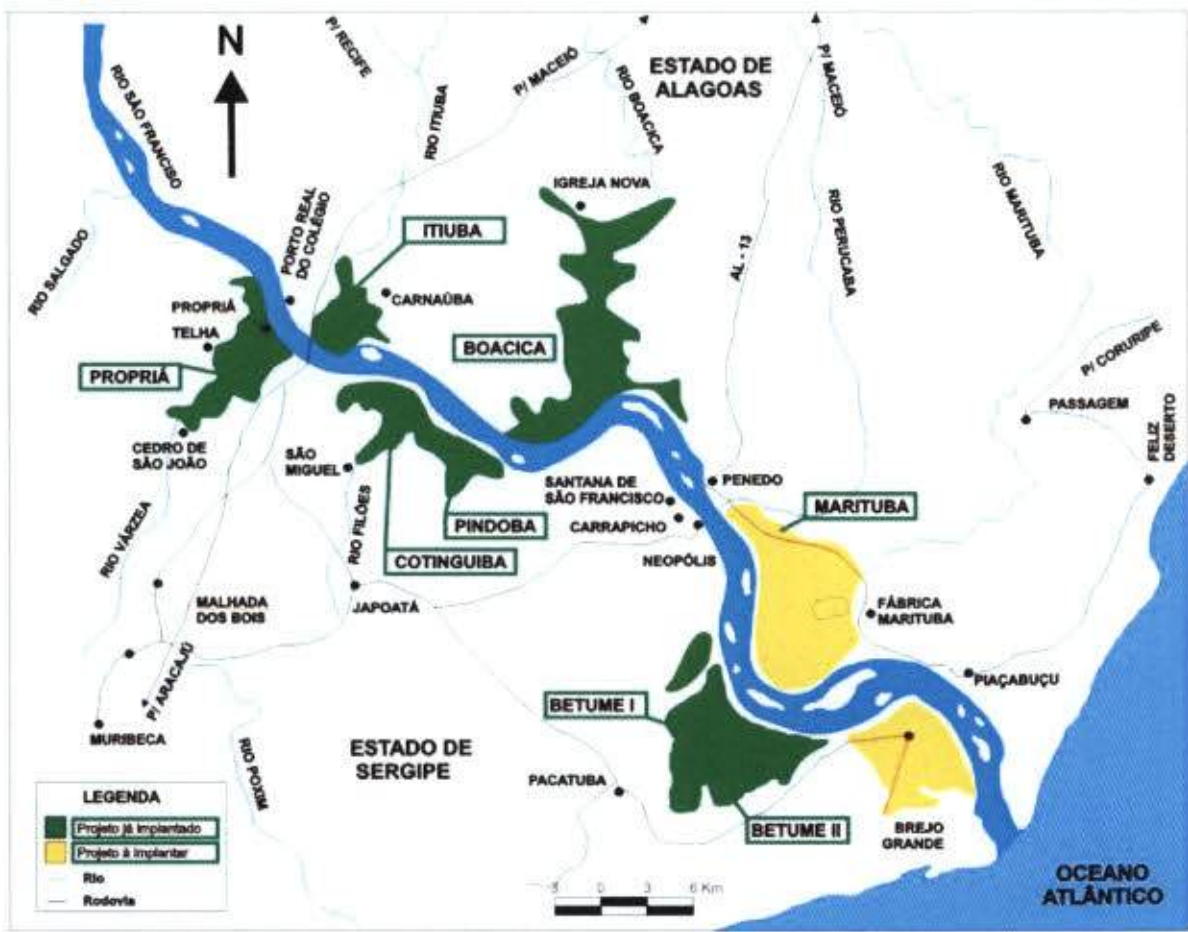 N
P/ RECIFE
P/ MACEIÓ
ESTADO DE
ALAGOAS
P/ MACEIÓ
RIO SÃO FRANCISO
RIO ITIUBA
RIO BOACICA
RIO MARITUBA
IGREJA NOVA
RIO SALGADO
PORTO REAL
DO COLÉGIO
ITIUBA
AL - 13
RIO PERUCABA
CARNAÚBA
PROPRIÁ
TELHA
BOACICA
P/ CORURIPE
PROPRIÁ
PASSAGEM
FELIZ
DESERTO
CEDRO DE
SÃO JOÃO
SÃO
MIGUEL
SANTANA DE
SÃO FRANCISCO
PENEDO
MARITUBA
RIO VÁRZEA
RIO FILÕES
PINDOBA
CARRAPICHO
COTINGUIBA
NEOPÓLIS
MALHADA
DOS BOIS
JAPOATÁ
FÁBRICA
MARITUBA
P/ ARACAJÚ
PIAÇABUÇU
BETUME I
MURIBECA
ESTADO DE
SERGIPE
RIO POXIM
PACATUBA
BETUME II
BREJO
GRANDE
LEGENDA
Projeto já implantado
Projeto à implantar
Rio
Rodovia
3 0 3 6 Km
OCEANO
ATLÂNTICO